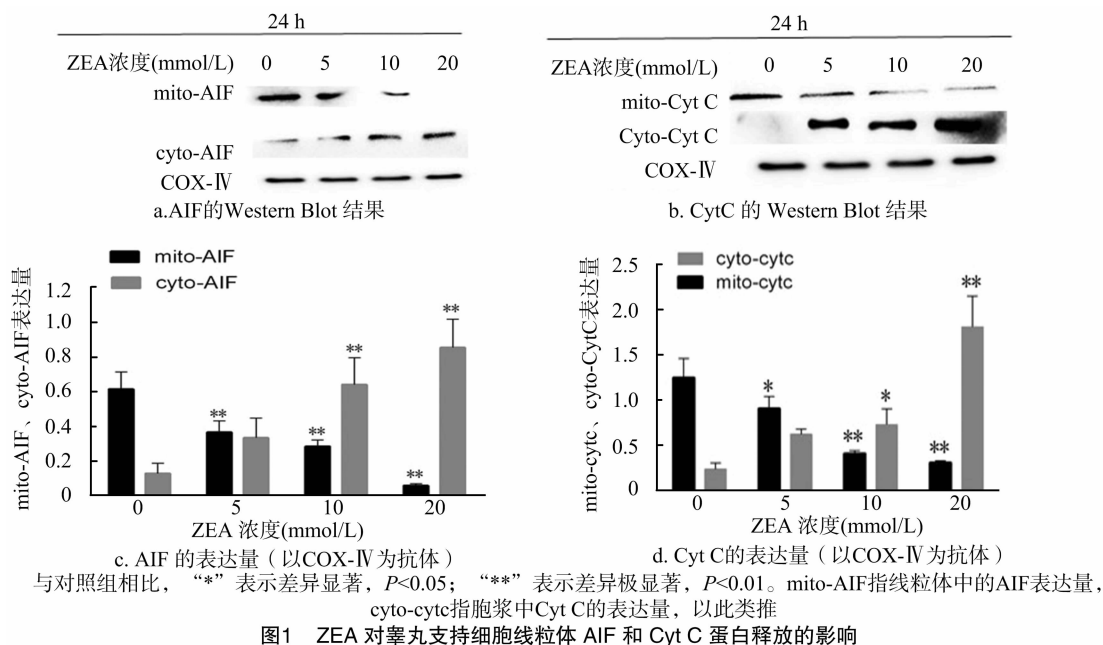 24 h
ZEA浓度(mmol/L) 0 5 10 20
mito-AIF
cyto-AIF
COX-Ⅳ
a.AIF的Western Blot 结果
24 h
ZEA浓度(mmol/L) 0 5 10 20
mito-Cyt C
Cyto-Cyt C
COX-Ⅳ
b. CytC 的 Western Blot 结果
mito-AIF
cyto-AIF
mito-AIF、cyto-AIF表达量
1.2
1.0
0.8
0.6
0.4
0.2
0
** ** ** ** **
0 5 10 20
ZEA 浓度(mmol/L)
c. AIF 的表达量（以COX-Ⅳ为抗体）
cyto-cytc
mito-cytc
mito-cytc、cyto-CytC表达量
2.5
2.0
1.5
1.0
0.5
0
* ** * ** **
0 5 10 20
ZEA 浓度(mmol/L)
d. Cyt C的表达量（以COX-Ⅳ为抗体）
与对照组相比，“*”表示差异显著，P<0.05；“**”表示差异极显著，P<0.01。mito-AIF指线粒体中的AIF表达量，
cyto-cytc指胞浆中Cyt C的表达量，以此类推
图1 ZEA 对睾丸支持细胞线粒体 AIF 和 Cyt C 蛋白释放的影响